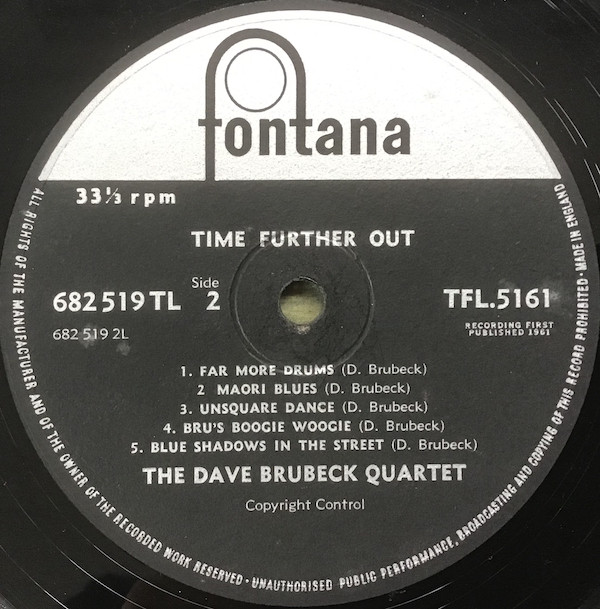 fontana
33⅓ rpm
TIME FURTHER OUT
682 519 TL
Side
2
TFL.5161
682 519 2L
RECORDING FIRST
PUBLISHED 1961
1. FAR MORE DRUMS (D. Brubeck)
2 MAORI BLUES (D. Brubeck)
3. UNSQUARE DANCE (D. Brubeck)
4. BRU'S BOOGIE WOOGIE (D. Brubeck)
5. BLUE SHADOWS IN THE STREET (D. Brubeck)
THE DAVE BRUBECK QUARTET
Copyright Control
ALL RIGHTS OF THE MANUFACTURER AND OF THE OWNER OF THE RECORDED WORK RESERVED · UNAUTHORISED PUBLIC PERFORMANCE, BROADCASTING AND COPYING OF THIS RECORD PROHIBITED · MADE IN ENGLAND